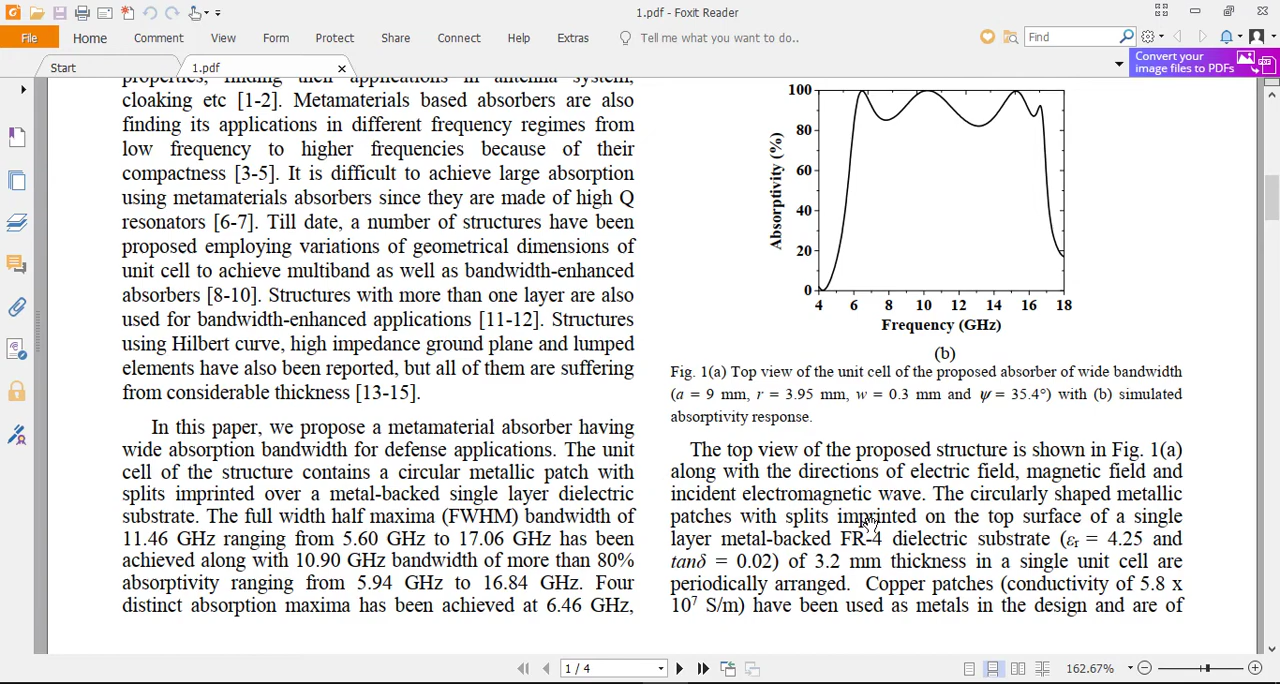 1.pdf - Foxit Reader
File Home Comment View Form Protect Share Connect Help Extras Tell me what you want to do.. Find
Start 1.pdf
Convert your
image files to PDFs
properties, finding their applications in antenna system,
cloaking etc [1-2]. Metamaterials based absorbers are also
finding its applications in different frequency regimes from
low frequency to higher frequencies because of their
compactness [3-5]. It is difficult to achieve large absorption
using metamaterials absorbers since they are made of high Q
resonators [6-7]. Till date, a number of structures have been
proposed employing variations of geometrical dimensions of
unit cell to achieve multiband as well as bandwidth-enhanced
absorbers [8-10]. Structures with more than one layer are also
used for bandwidth-enhanced applications [11-12]. Structures
using Hilbert curve, high impedance ground plane and lumped
elements have also been reported, but all of them are suffering
from considerable thickness [13-15].
In this paper, we propose a metamaterial absorber having
wide absorption bandwidth for defense applications. The unit
cell of the structure contains a circular metallic patch with
splits imprinted over a metal-backed single layer dielectric
substrate. The full width half maxima (FWHM) bandwidth of
11.46 GHz ranging from 5.60 GHz to 17.06 GHz has been
achieved along with 10.90 GHz bandwidth of more than 80%
absorptivity ranging from 5.94 GHz to 16.84 GHz. Four
distinct absorption maxima has been achieved at 6.46 GHz,
Absorptivity (%)
100
80
60
40
20
0
4 6 8 10 12 14 16 18
Frequency (GHz)
(b)
Fig. 1(a) Top view of the unit cell of the proposed absorber of wide bandwidth
(a = 9 mm, r = 3.95 mm, w = 0.3 mm and ψ = 35.4°) with (b) simulated
absorptivity response.
The top view of the proposed structure is shown in Fig. 1(a)
along with the directions of electric field, magnetic field and
incident electromagnetic wave. The circularly shaped metallic
patches with splits imprinted on the top surface of a single
layer metal-backed FR-4 dielectric substrate (εr = 4.25 and
tanδ = 0.02) of 3.2 mm thickness in a single unit cell are
periodically arranged. Copper patches (conductivity of 5.8 x
10⁷ S/m) have been used as metals in the design and are of
1 / 4
162.67%